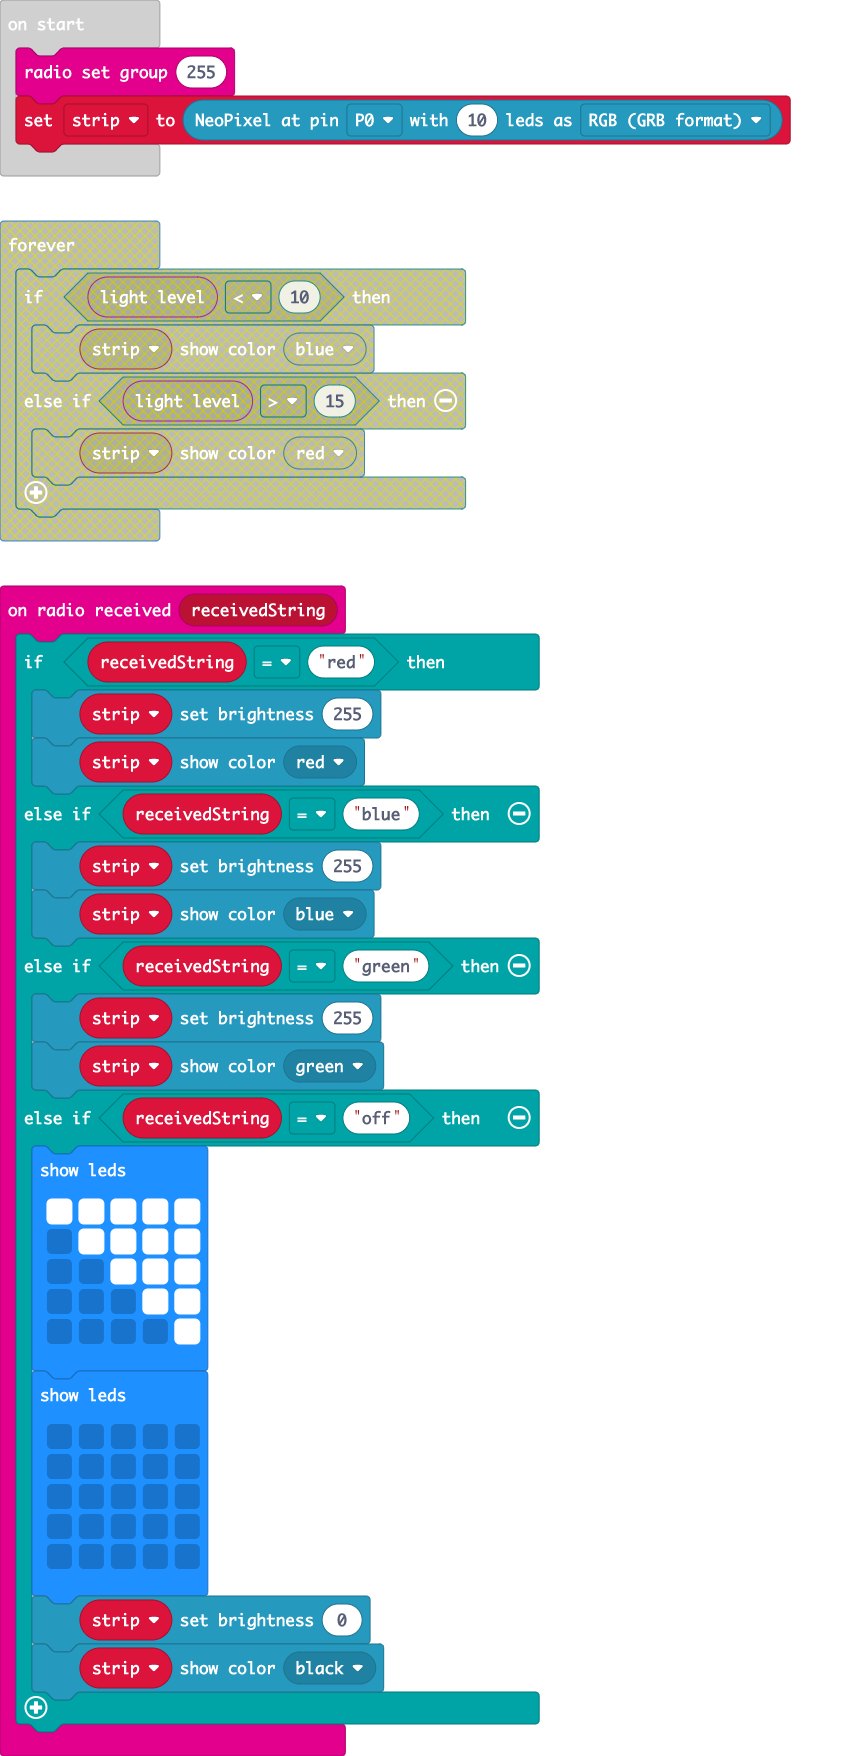 on start
radio set group 255
set strip to NeoPixel at pin P0 with 10 leds as RGB (GRB format)
forever
if light level < 10 then
strip show color blue
else if light level > 15 then
strip show color red
on radio received receivedString
if receivedString = "red" then
strip set brightness 255
strip show color red
else if receivedString = "blue" then
strip set brightness 255
strip show color blue
else if receivedString = "green" then
strip set brightness 255
strip show color green
else if receivedString = "off" then
show leds
show leds
strip set brightness 0
strip show color black